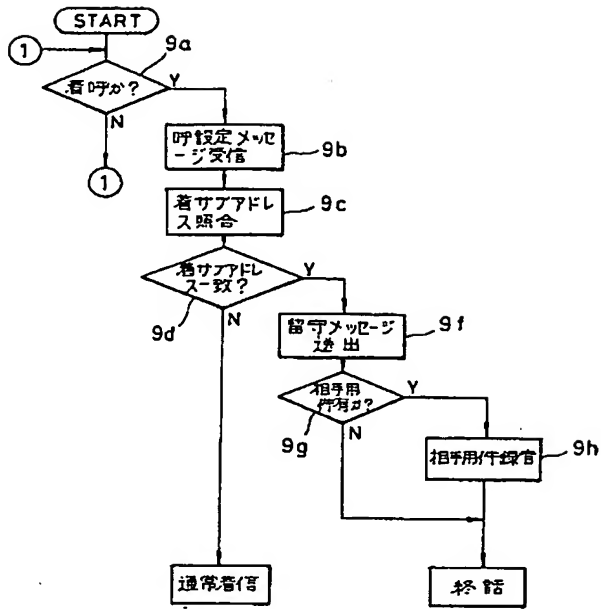 START
1
9a
着呼か?
Y
N
1
呼設定メッセ
ージ受信
9b
着サブアドレ
ス照合
9c
着サブアドレ
ス一致?
Y
9d
N
留守メッセージ
送出
9f
相手用
件有か?
Y
9g
N
相手用件録音
9h
通常着信
終話